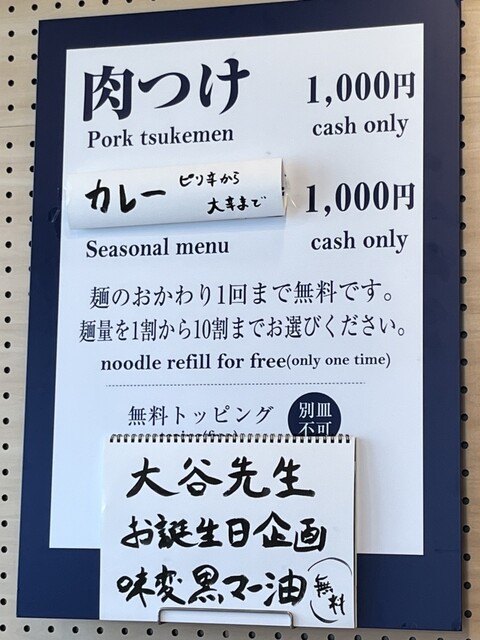 肉つけ 1,000円
Pork tsukemen cash only
カレー ピリ辛から 1,000円
大辛まで
Seasonal menu cash only
麺のおかわり1回まで無料です。
麺量を1割から10割までお選びください。
noodle refill for free(only one time)
無料トッピング 別皿
不可
大谷先生
お誕生日企画
味変黒マー油(無料)